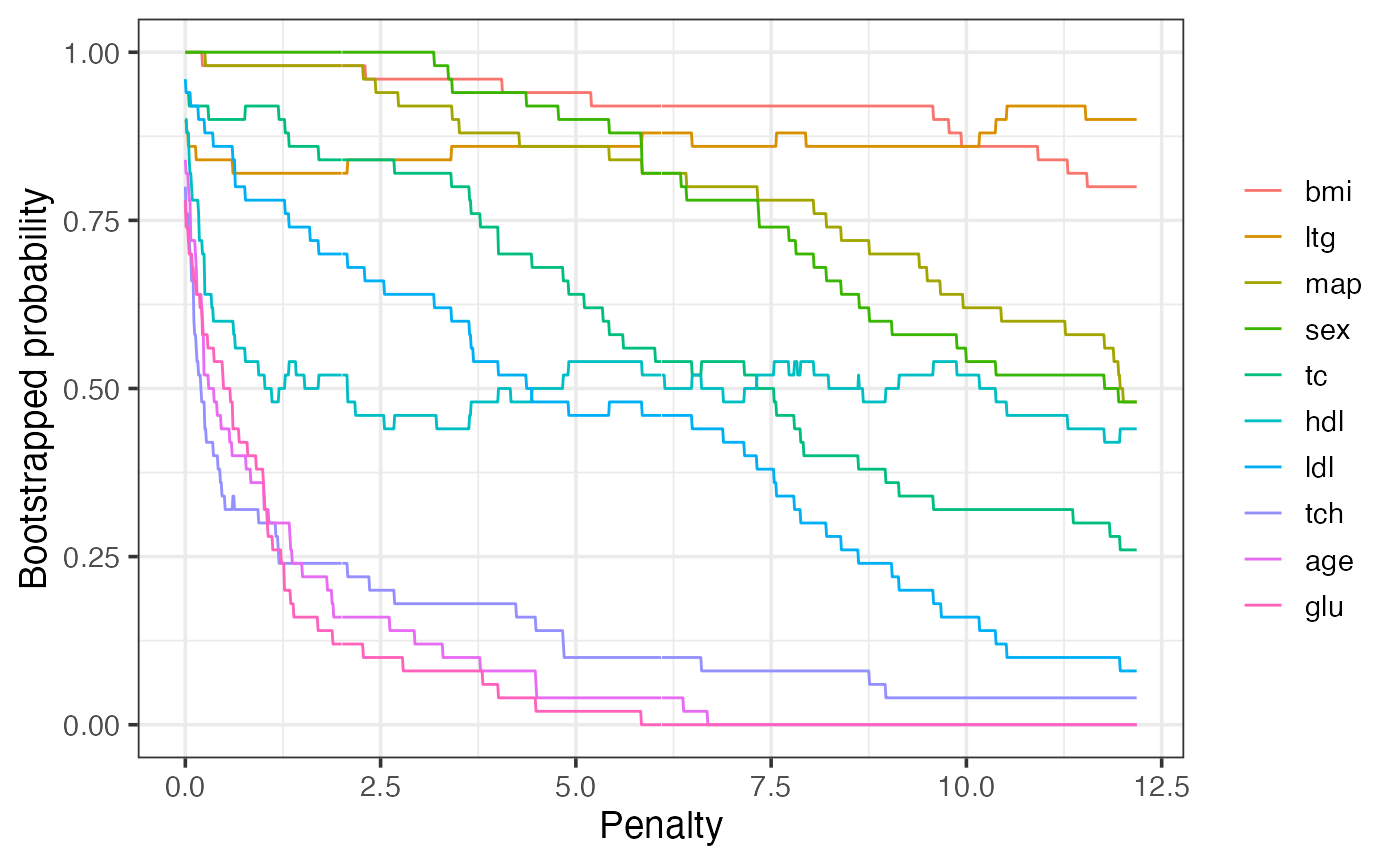 Bootstrapped probability
1.00
0.75
0.50
0.25
0.00
0.0 2.5 5.0 7.5 10.0 12.5
Penalty
bmi
ltg
map
sex
tc
hdl
ldl
tch
age
glu